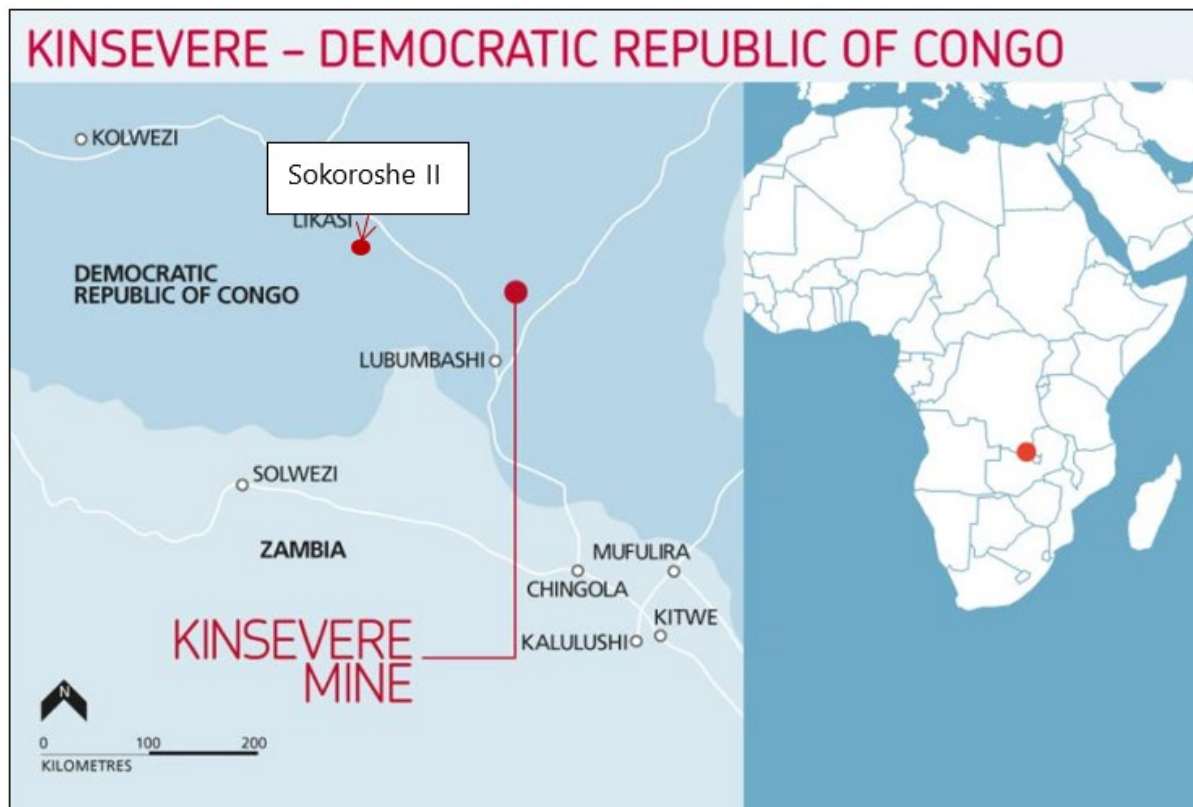 KINSEVERE – DEMOCRATIC REPUBLIC OF CONGO
KOLWEZI
Sokoroshe II
LIKASI
DEMOCRATIC
REPUBLIC OF CONGO
LUBUMBASHI
SOLWEZI
ZAMBIA
MUFULIRA
CHINGOLA
KITWE
KALULUSHI
KINSEVERE
MINE
N
0 100 200
KILOMETRES